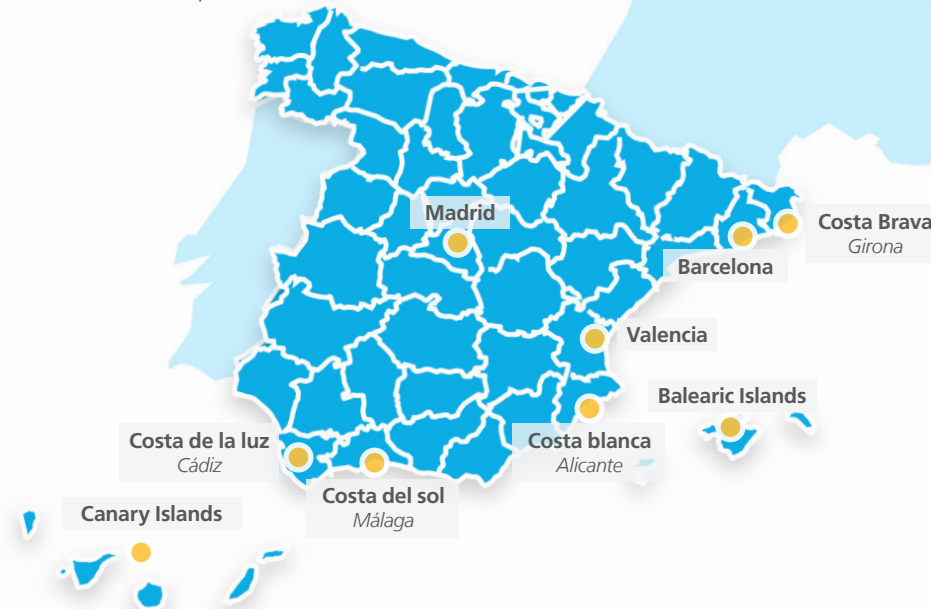 Madrid
Costa Brava
Girona
Barcelona
Valencia
Balearic Islands
Costa de la luz
Cádiz
Costa blanca
Alicante
Costa del sol
Málaga
Canary Islands